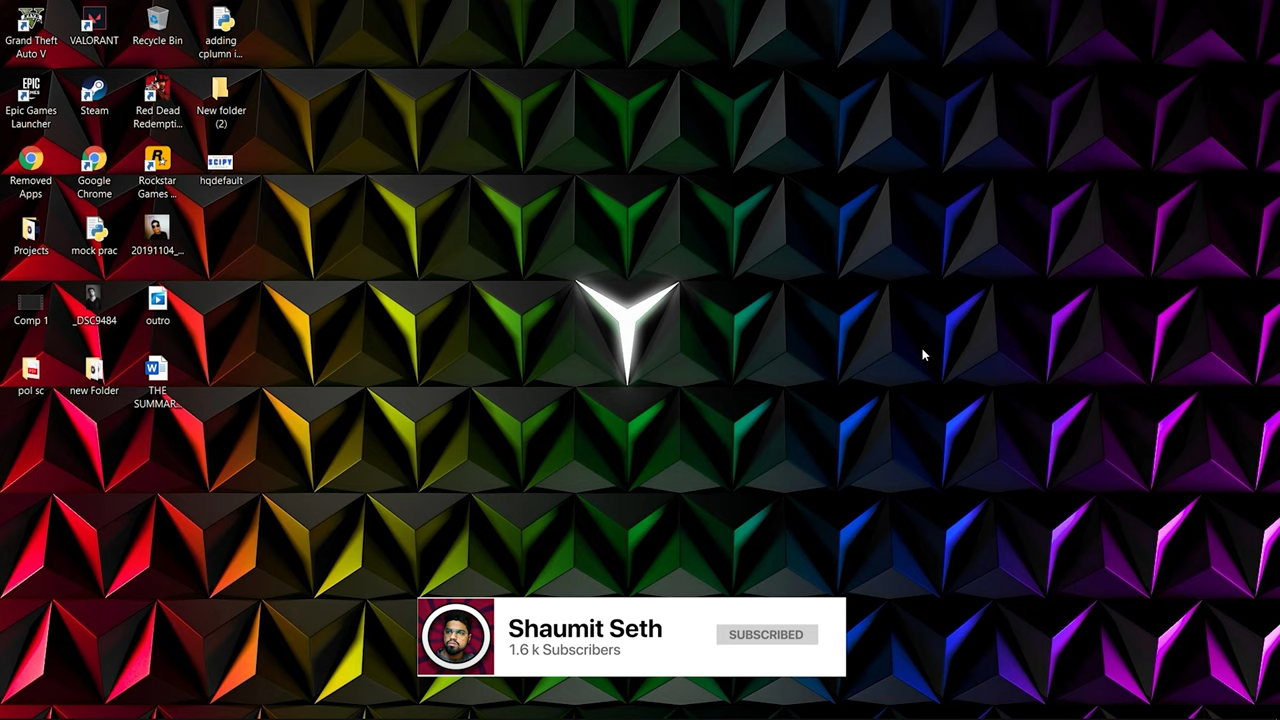 Grand Theft
Auto V
VALORANT
Recycle Bin
adding
cplumn i...
EPIC
GAMES
Epic Games
Launcher
Steam
Red Dead
Redempti...
New folder
(2)
Removed
Apps
Google
Chrome
Rockstar
Games ...
SCIPY
hqdefault
Projects
mock prac
20191104_...
Comp 1
_DSC9484
outro
pol sc
new Folder
W
THE
SUMMAR...
Shaumit Seth
1.6 k Subscribers
SUBSCRIBED